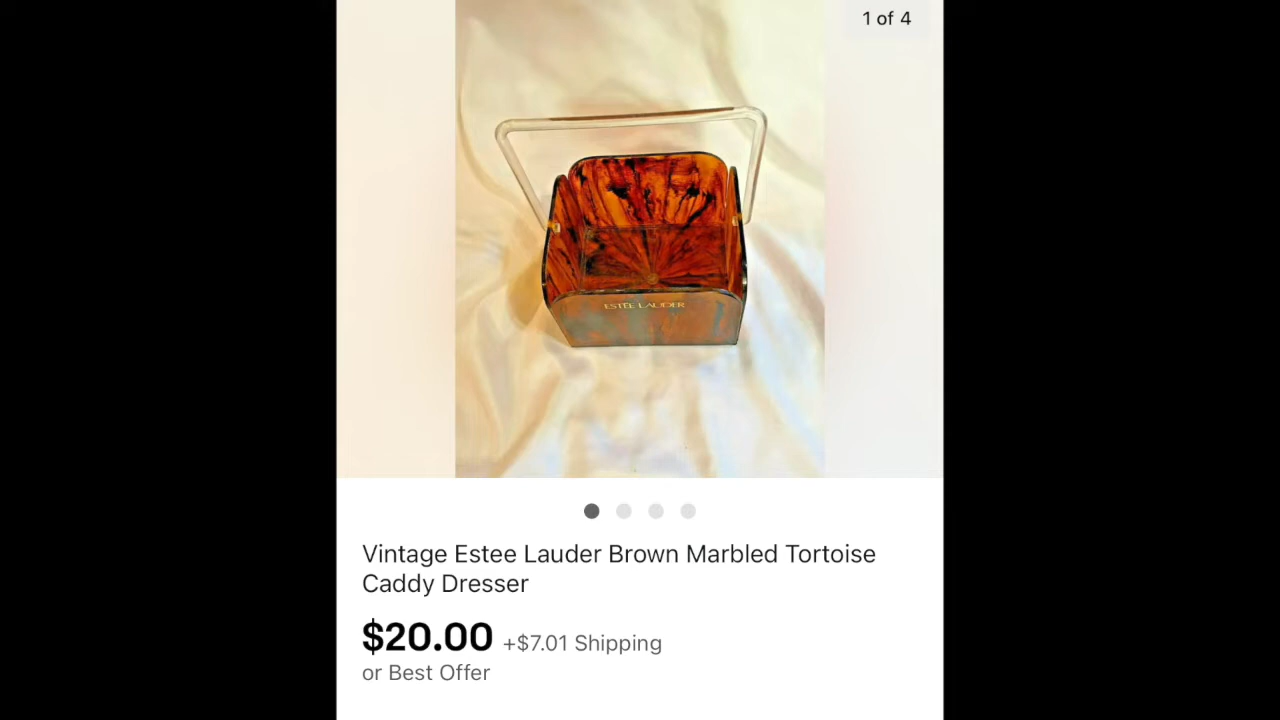 1 of 4
ESTEE LAUDER
Vintage Estee Lauder Brown Marbled Tortoise
Caddy Dresser
$20.00 +$7.01 Shipping
or Best Offer